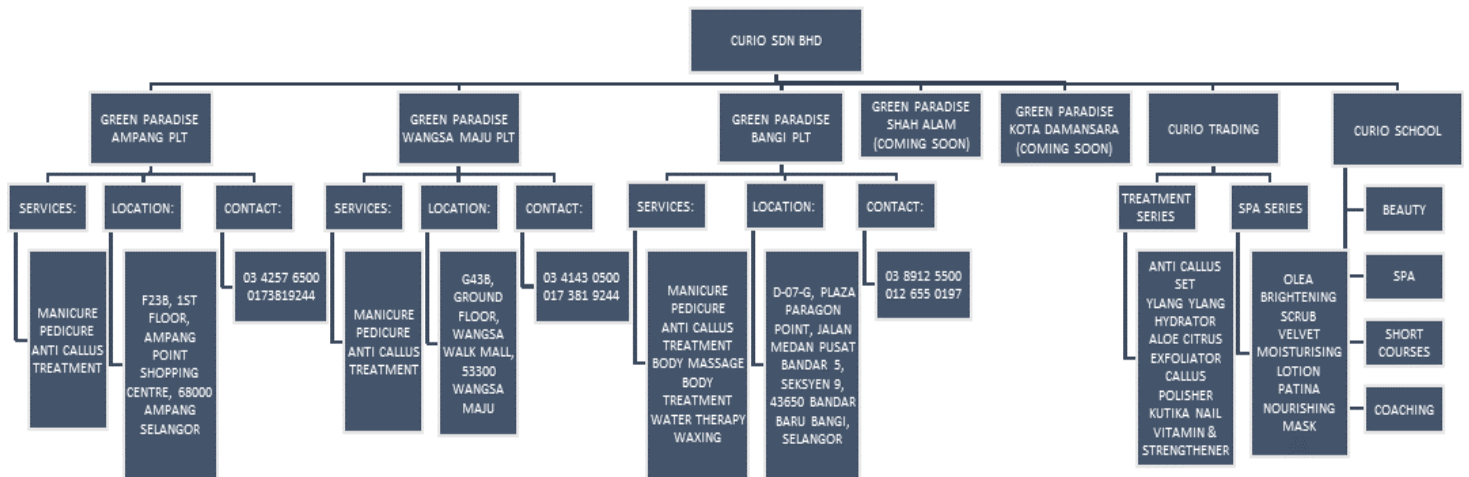 CURIO SDN BHD
GREEN PARADISE
AMPANG PLT
GREEN PARADISE
WANGSA MAJU PLT
GREEN PARADISE
BANGI PLT
GREEN PARADISE
SHAH ALAM
(COMING SOON)
GREEN PARADISE
KOTA DAMANSARA
(COMING SOON)
CURIO TRADING
CURIO SCHOOL
SERVICES:
LOCATION:
CONTACT:
SERVICES:
LOCATION:
CONTACT:
SERVICES:
LOCATION:
CONTACT:
TREATMENT
SERIES
SPA SERIES
BEAUTY
SPA
SHORT
COURSES
COACHING
MANICURE
PEDICURE
ANTI CALLUS
TREATMENT
F23B, 1ST
FLOOR,
AMPANG
POINT
SHOPPING
CENTRE, 68000
AMPANG
SELANGOR
03 4257 6500
0173819244
MANICURE
PEDICURE
ANTI CALLUS
TREATMENT
G43B,
GROUND
FLOOR,
WANGSA
WALK MALL,
53300
WANGSA
MAJU
03 4143 0500
017 381 9244
MANICURE
PEDICURE
ANTI CALLUS
TREATMENT
BODY MASSAGE
BODY
TREATMENT
WATER THERAPY
WAXING
D-07-G, PLAZA
PARAGON
POINT, JALAN
MEDAN PUSAT
BANDAR 5,
SEKSYEN 9,
43650 BANDAR
BARU BANGI,
SELANGOR
03 8912 5500
012 655 0197
ANTI CALLUS
SET
YLANG YLANG
HYDRATOR
ALOE CITRUS
EXFOLIATOR
CALLUS
POLISHER
KUTIKA NAIL
VITAMIN &
STRENGTHENER
OLEA
BRIGHTENING
SCRUB
VELVET
MOISTURISING
LOTION
PATINA
NOURISHING
MASK